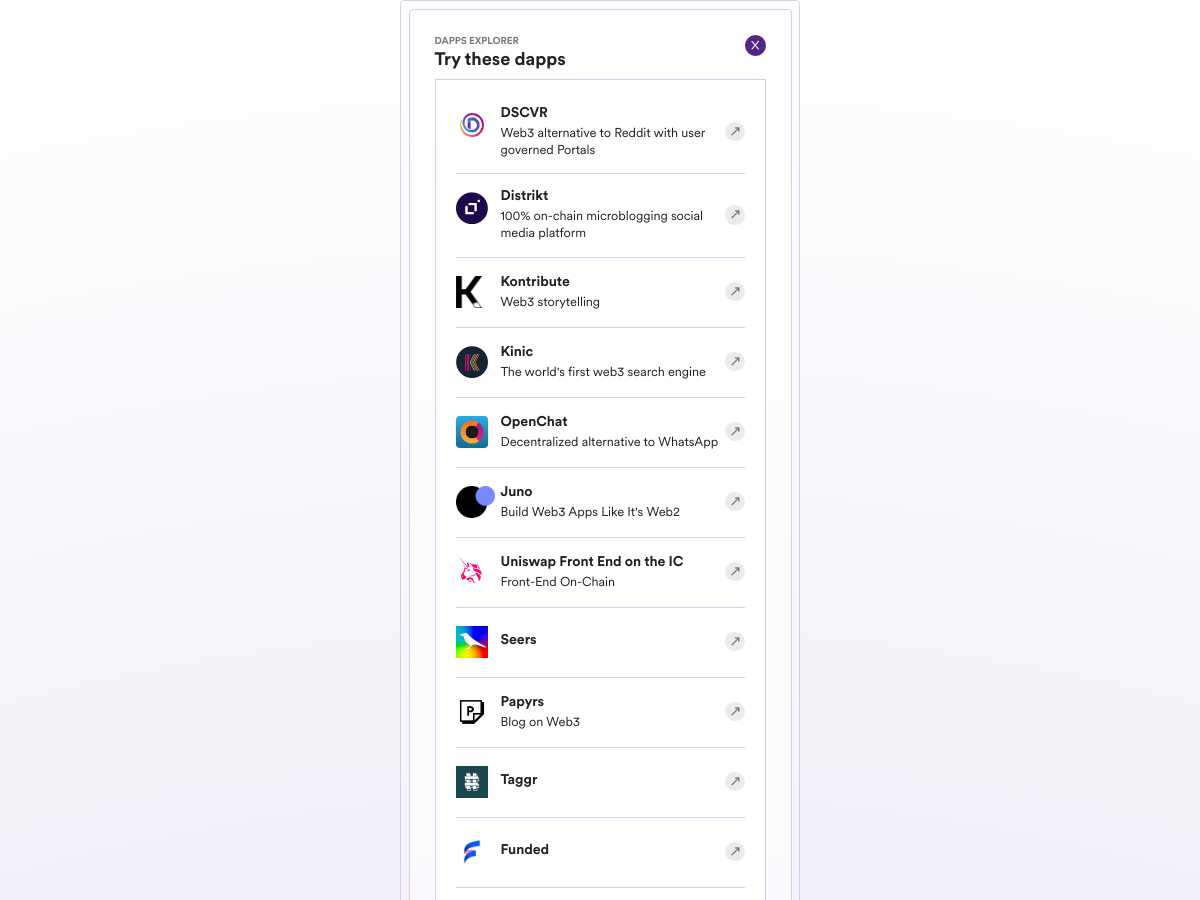 DAPPS EXPLORER
Try these dapps
X
DSCVR
Web3 alternative to Reddit with user
governed Portals
Distrikt
100% on-chain microblogging social
media platform
K
Kontribute
Web3 storytelling
K
Kinic
The world's first web3 search engine
OpenChat
Decentralized alternative to WhatsApp
Juno
Build Web3 Apps Like It's Web2
Uniswap Front End on the IC
Front-End On-Chain
Seers
P
Papyrs
Blog on Web3
Taggr
Funded